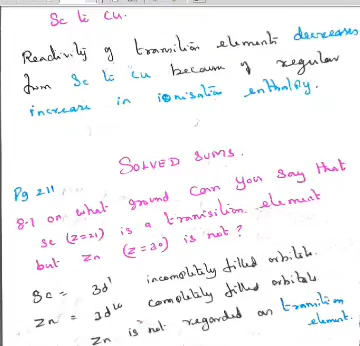 Sc to Cu.
Reactivity of transition elements decreases
from Sc to Cu because of regular
increase in ionisation enthalpy.
SOLVED SUMS.
Pg 211
8.1 On what ground can you say that
Sc (Z=21) is a transition element
but Zn (Z=30) is not?
Sc = 3d¹ incompletely filled orbitals.
Zn = 3d¹⁰ completely filled orbitals
Zn is not regarded as transition
element.